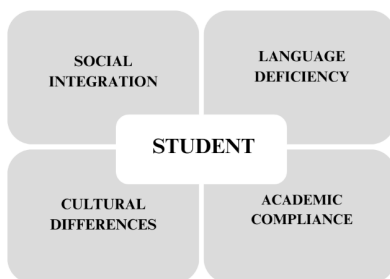 SOCIAL
INTEGRATION
LANGUAGE
DEFICIENCY
STUDENT
CULTURAL
DIFFERENCES
ACADEMIC
COMPLIANCE